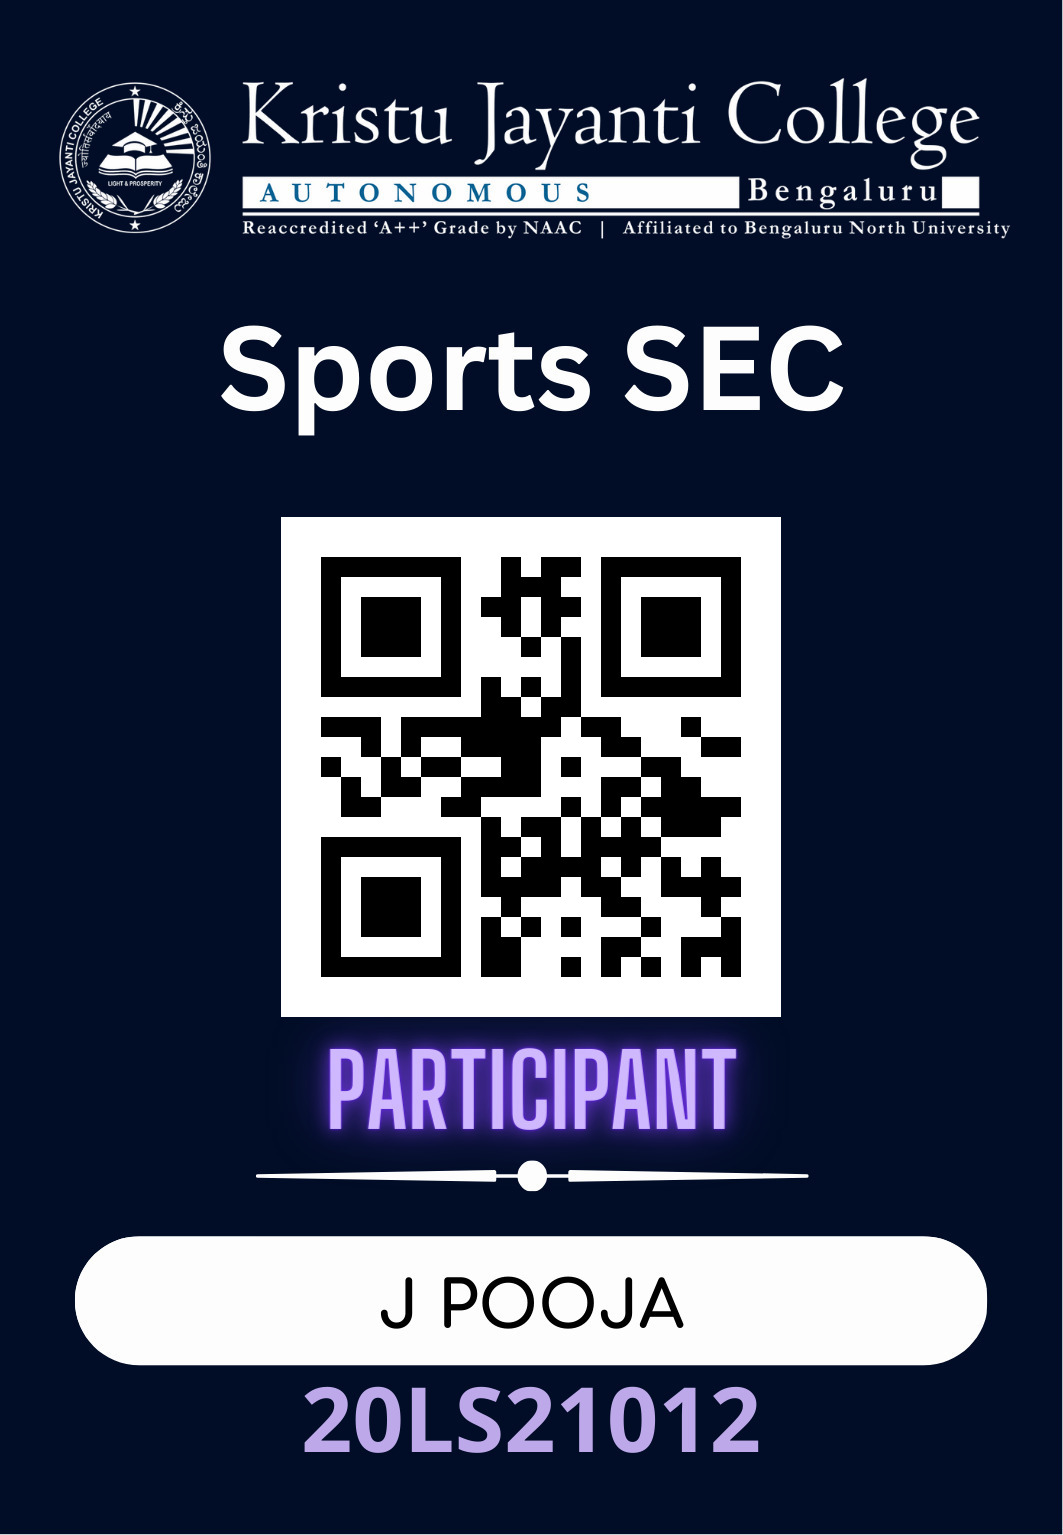 Kristu Jayanti College
AUTONOMOUS Bengaluru
Reaccredited ‘A++’ Grade by NAAC | Affiliated to Bengaluru North University
KRISTU JAYANTI COLLEGE
LIGHT & PROSPERITY
Sports SEC
PARTICIPANT
J POOJA
20LS21012